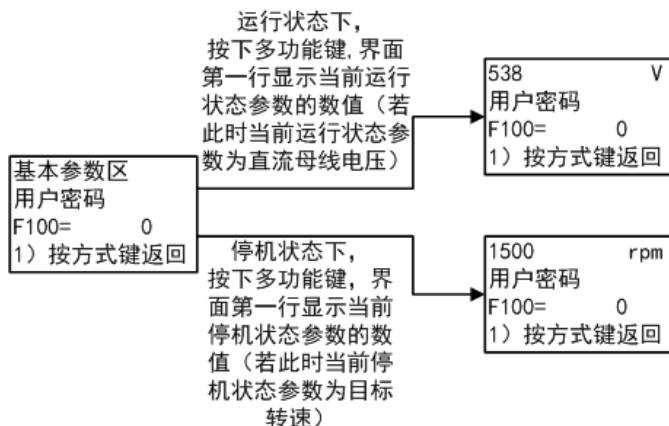 运行状态下，
按下多功能键,界面
第一行显示当前运行
状态参数的数值（若
此时当前运行状态参
数为直流母线电压）
538 V
用户密码
F100= 0
1）按方式键返回
基本参数区
用户密码
F100= 0
1）按方式键返回
停机状态下，
按下多功能键，界
面第一行显示当前
停机状态参数的数
值（若此时当前停
机状态参数为目标
转速）
1500 rpm
用户密码
F100= 0
1）按方式键返回